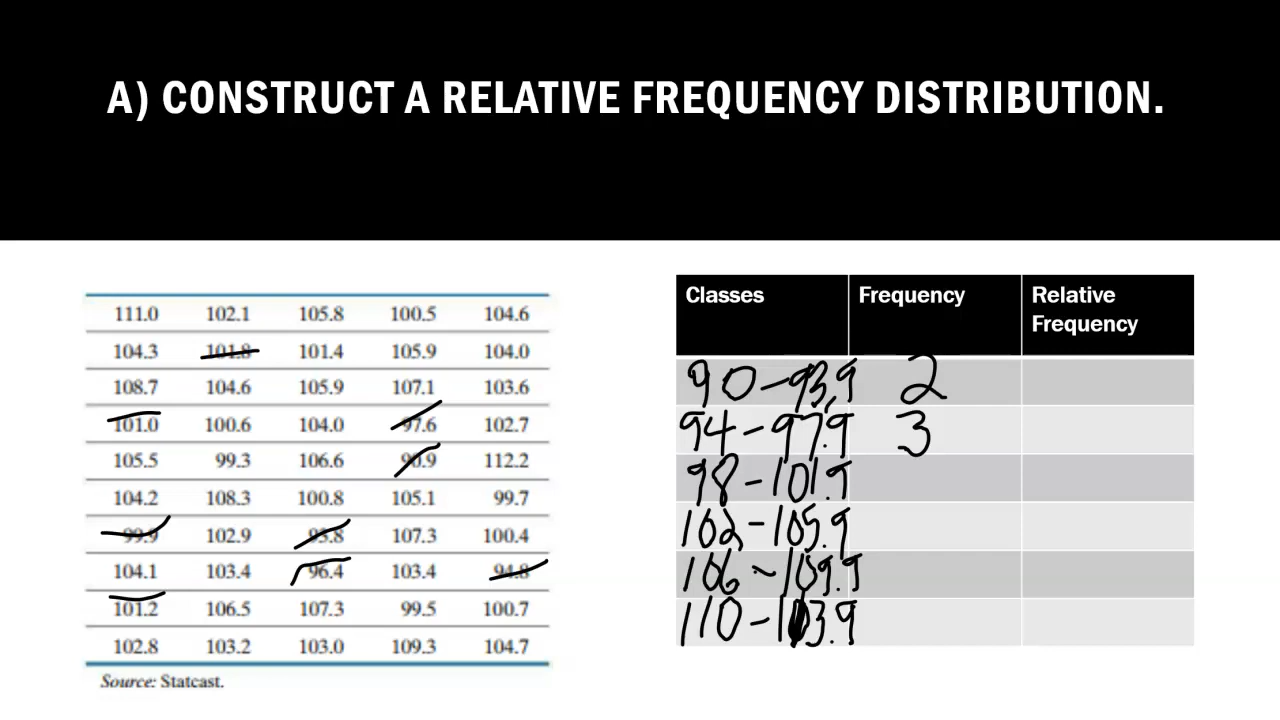 A) CONSTRUCT A RELATIVE FREQUENCY DISTRIBUTION.
111.0 102.1 105.8 100.5 104.6
104.3 101.8 101.4 105.9 104.0
108.7 104.6 105.9 107.1 103.6
101.0 100.6 104.0 97.6 102.7
105.5 99.3 106.6 90.9 112.2
104.2 108.3 100.8 105.1 99.7
99.9 102.9 93.8 107.3 100.4
104.1 103.4 96.4 103.4 94.8
101.2 106.5 107.3 99.5 100.7
102.8 103.2 103.0 109.3 104.7
Source: Statcast.
Classes Frequency Relative
Frequency
90-93.9 2
94-97.9 3
98-101.9
102-105.9
106-109.9